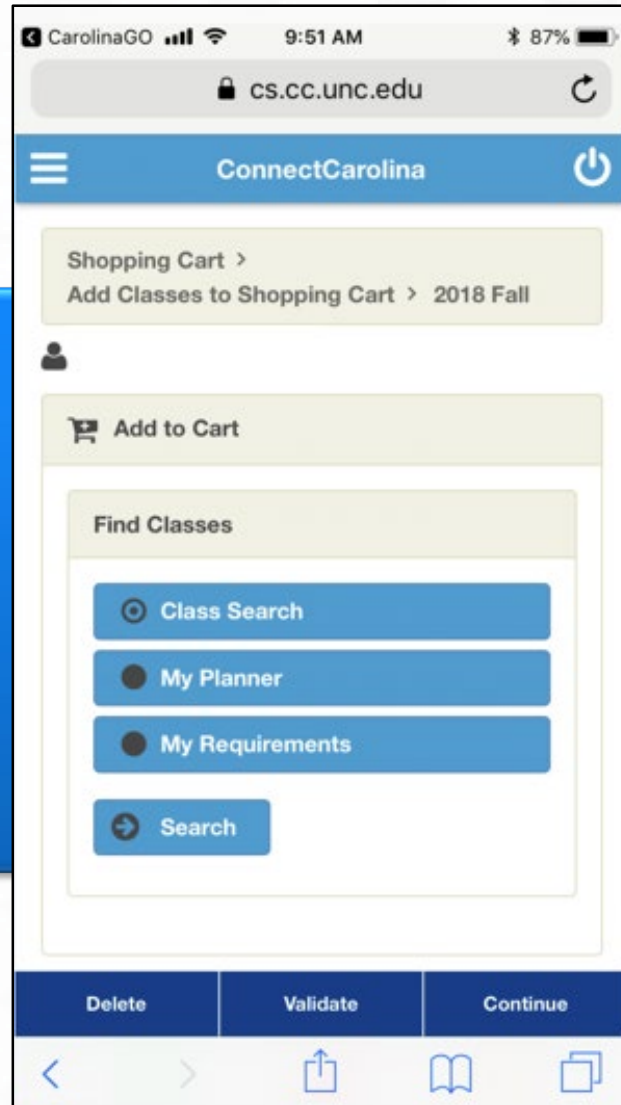 CarolinaGO 9:51 AM 87%
cs.cc.unc.edu
ConnectCarolina
Shopping Cart >
Add Classes to Shopping Cart > 2018 Fall
Add to Cart
Find Classes
Class Search
My Planner
My Requirements
Search
Delete Validate Continue